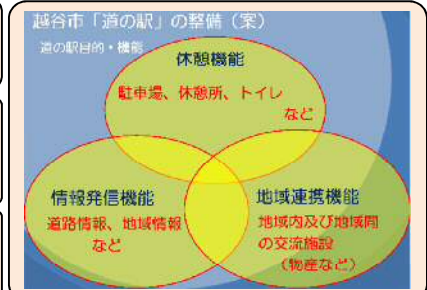 越谷市「道の駅」の整備（案）
道の駅目的・機能
休憩機能
駐車場、休憩所、トイレ
など
情報発信機能
道路情報、地域情報
など
地域連携機能
地域内及び地域間
の交流施設
（物産など）